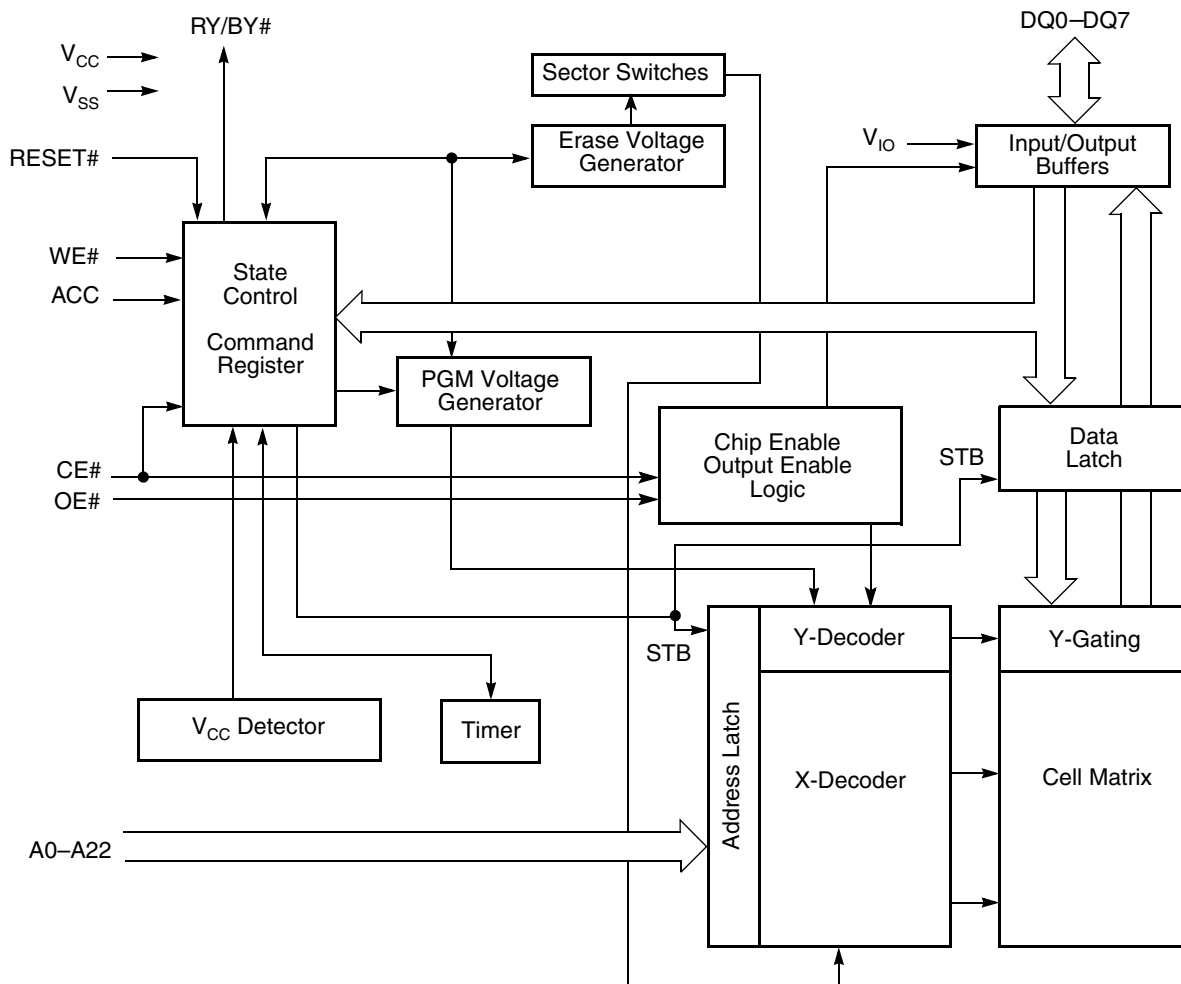 RY/BY#
DQ0–DQ7
VCC
VSS
Sector Switches
Erase Voltage
Generator
VIO
Input/Output
Buffers
RESET#
WE#
ACC
State
Control
Command
Register
PGM Voltage
Generator
Chip Enable
Output Enable
Logic
STB
Data
Latch
CE#
OE#
STB
Y-Decoder
Y-Gating
VCC Detector
Timer
Address Latch
X-Decoder
Cell Matrix
A0–A22